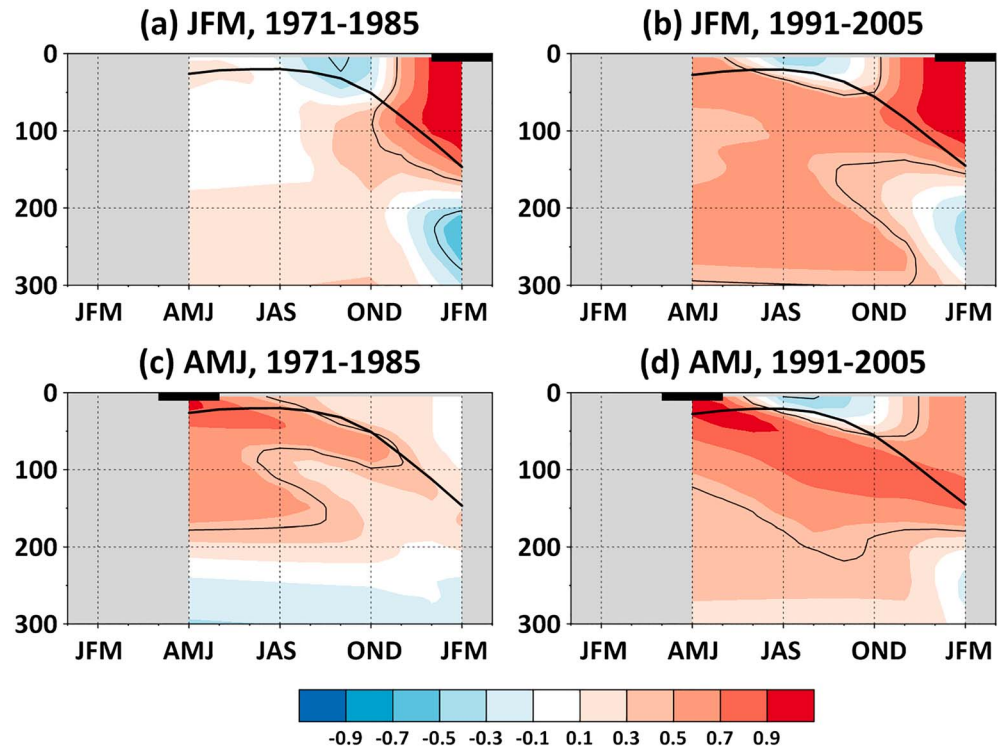 (a) JFM, 1971-1985
(b) JFM, 1991-2005
0
100
200
300
JFM AMJ JAS OND JFM
0
100
200
300
JFM AMJ JAS OND JFM
(c) AMJ, 1971-1985
(d) AMJ, 1991-2005
0
100
200
300
JFM AMJ JAS OND JFM
0
100
200
300
JFM AMJ JAS OND JFM
-0.9 -0.7 -0.5 -0.3 -0.1 0.1 0.3 0.5 0.7 0.9